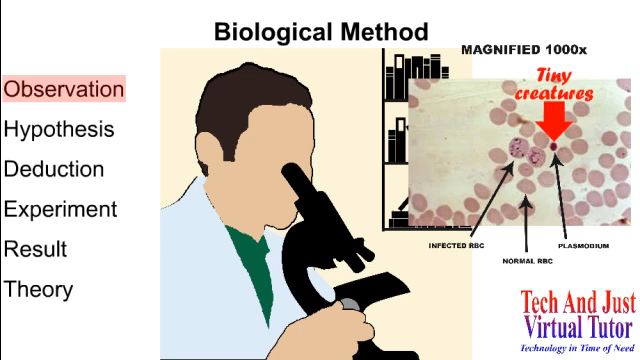 Biological Method
Observation
Hypothesis
Deduction
Experiment
Result
Theory
MAGNIFIED 1000x
Tiny
creatures
INFECTED RBC
PLASMODIUM
NORMAL RBC
Tech And Just
Virtual Tutor
Technology in Time of Need